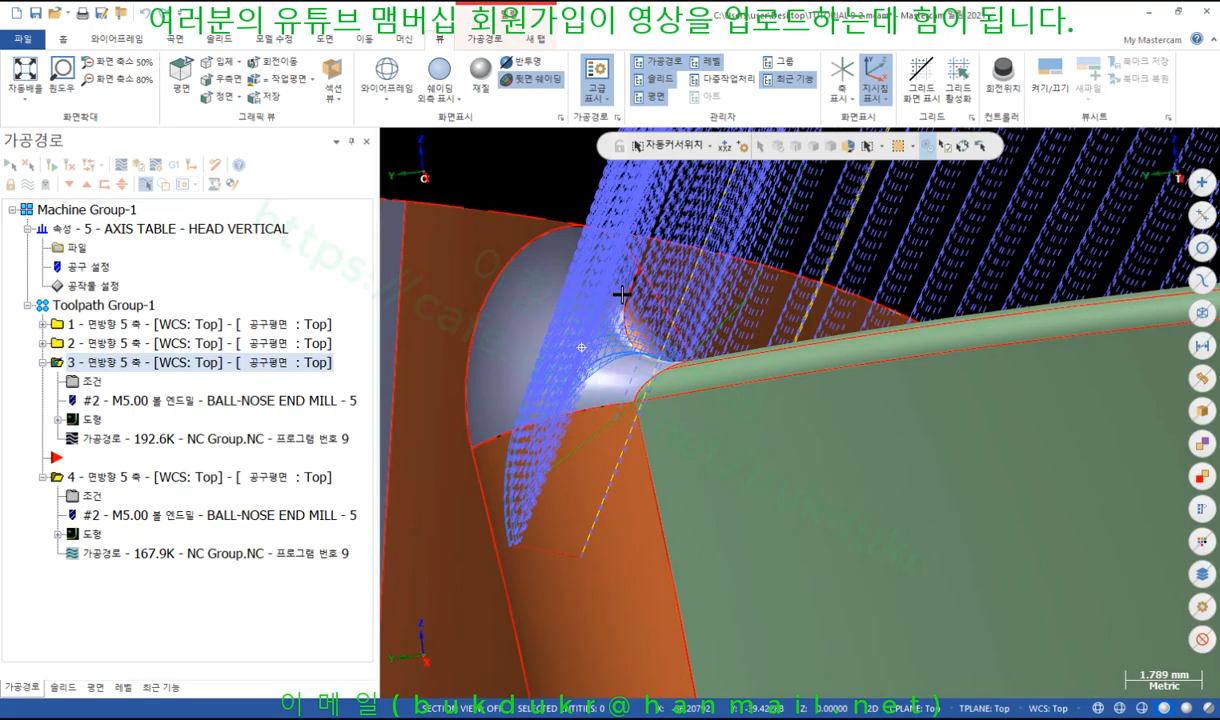 여러분의 유튜브 맴버십 회원가입이 영상을 업로드하는데 힘이 됩니다.
파일 홈 와이어프레임 곡면 솔리드 모델 수정 도면 이동 머신 뷰 가공경로 새 탭
My Mastercam
자동배율 원도우 화면 축소 50% 화면 축소 80%
화면확대
평면 입체 우측면 정면 회전이동 = 작업평면 저장 섹션 뷰
그래픽 뷰
와이어프레임 쉐이딩 외측 표시 재질 반투명 뒷면 쉐이딩
화면표시
고급 표시
가공경로
가공경로 레벨 그룹
솔리드 다중작업처리 최근 기능
평면 아트
관리자
축 표시 지시침 표시
화면표시
그리드 화면 표시 그리드 활성화
그리드
회전위치
컨트롤러
켜기/끄기 새파일 북마크 저장 북마크 복원
뷰시트
가공경로
자동커서위치
G1
Machine Group-1
속성 - 5 - AXIS TABLE - HEAD VERTICAL
파일
공구 설정
공작물 설정
Toolpath Group-1
1 - 면방향 5 축 - [WCS: Top] - [ 공구평면 : Top]
2 - 면방향 5 축 - [WCS: Top] - [ 공구평면 : Top]
3 - 면방향 5 축 - [WCS: Top] - [ 공구평면 : Top]
조건
#2 - M5.00 볼 엔드밀 - BALL-NOSE END MILL - 5
도형
가공경로 - 192.6K - NC Group.NC - 프로그램 번호 9
4 - 면방향 5 축 - [WCS: Top] - [ 공구평면 : Top]
조건
#2 - M5.00 볼 엔드밀 - BALL-NOSE END MILL - 5
도형
가공경로 - 167.9K - NC Group.NC - 프로그램 번호 9
1.789 mm
Metric
가공경로 솔리드 평면 레벨 최근 기능
이 메 일 ( b u k d u k r @ h a n m a i l . n e t )
SECTION VIEW: OFF SELECTED ENTITIES: 0 CPLANE: Top TPLANE: Top WCS: Top